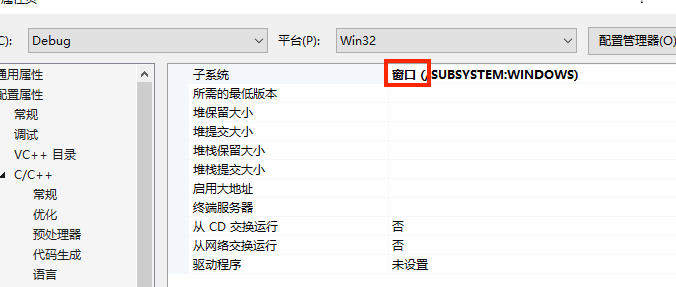 C): Debug 平台(P): Win32 配置管理器(O)
通用属性
配置属性
常规
调试
VC++ 目录
C/C++
常规
优化
预处理器
代码生成
语言
子系统 窗口 (/SUBSYSTEM:WINDOWS)
所需的最低版本
堆保留大小
堆提交大小
堆栈保留大小
堆栈提交大小
启用大地址
终端服务器
从 CD 交换运行 否
从网络交换运行 否
驱动程序 未设置